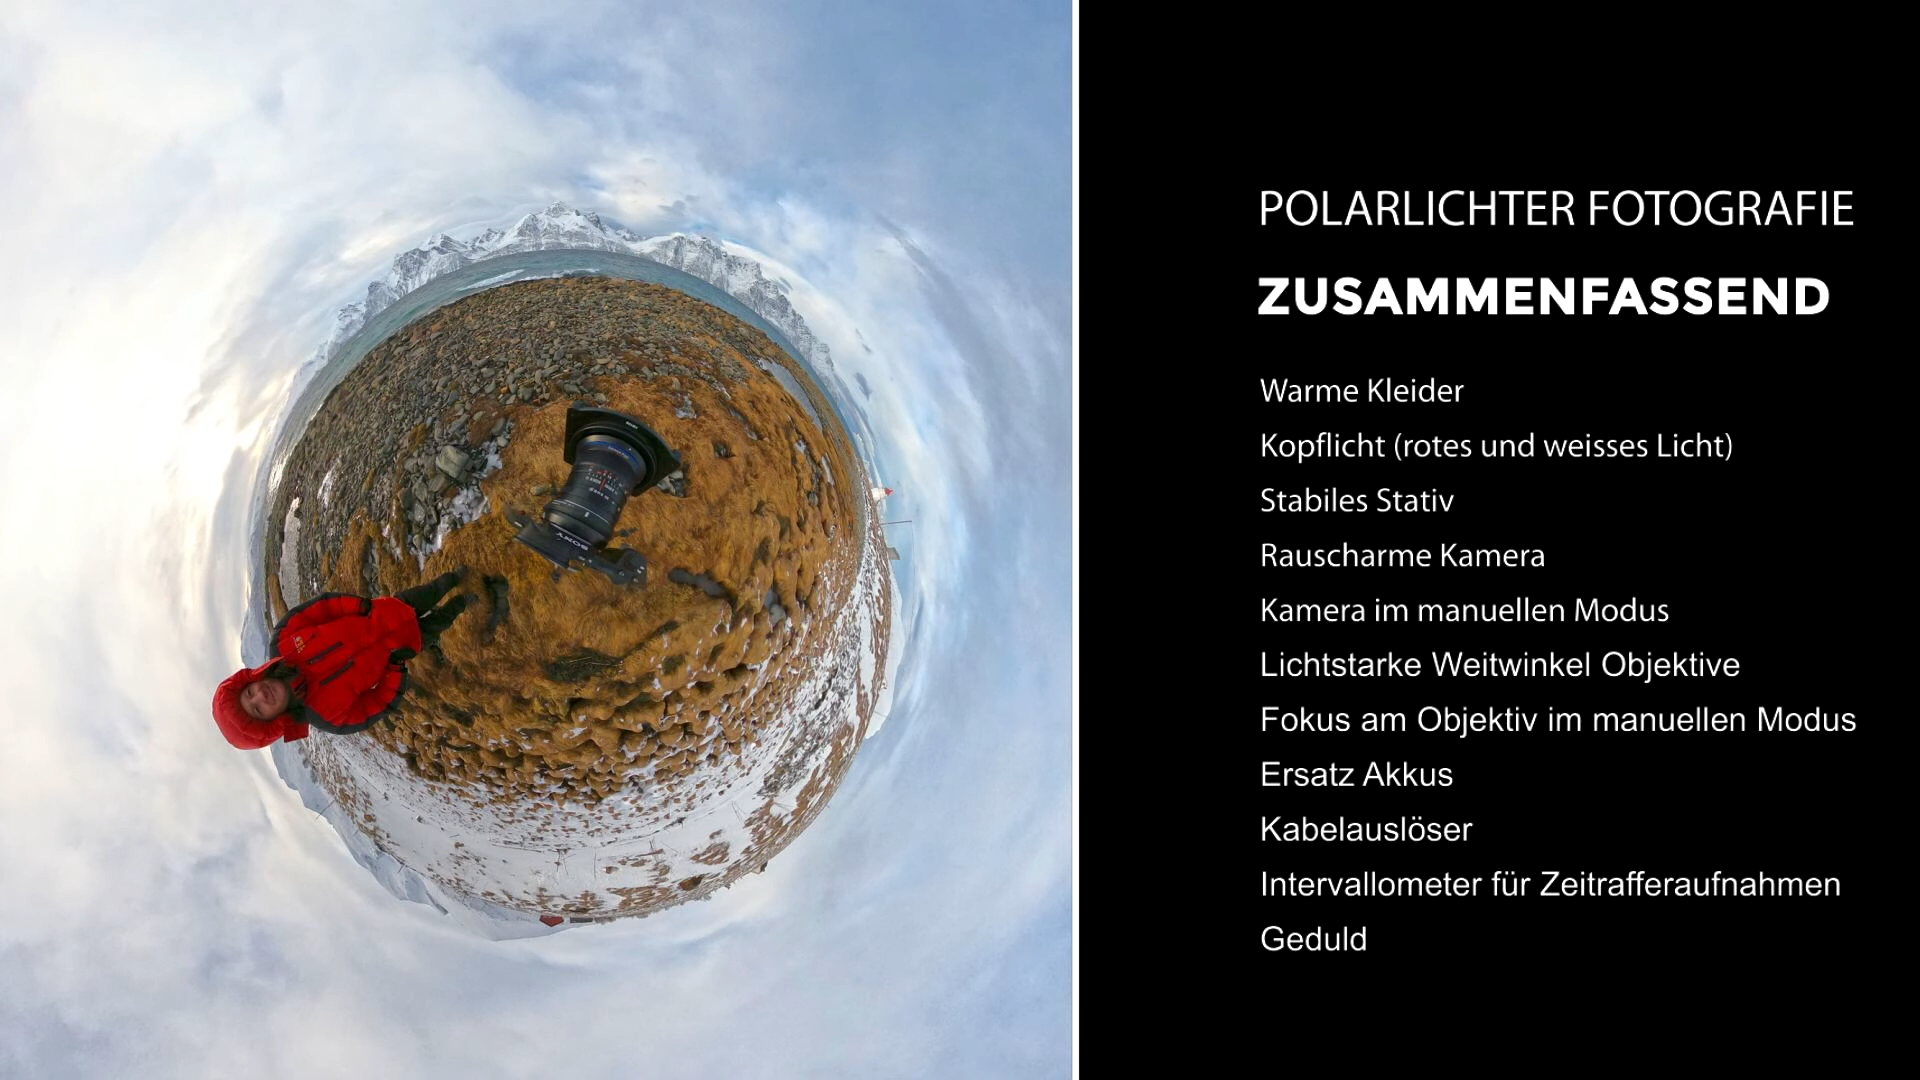 POLARLICHTER FOTOGRAFIE
ZUSAMMENFASSEND
Warme Kleider
Kopflicht (rotes und weisses Licht)
Stabiles Stativ
Rauscharme Kamera
Kamera im manuellen Modus
Lichtstarke Weitwinkel Objektive
Fokus am Objektiv im manuellen Modus
Ersatz Akkus
Kabelauslöser
Intervallometer für Zeitrafferaufnahmen
Geduld
SONY